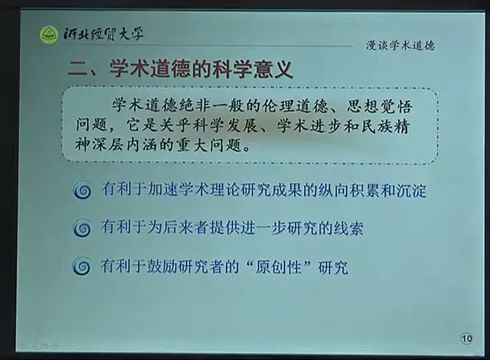 河北经贸大学
漫谈学术道德
二、学术道德的科学意义
学术道德绝非一般的伦理道德、思想觉悟
问题，它是关乎科学发展、学术进步和民族精
神深层内涵的重大问题。
有利于加速学术理论研究成果的纵向积累和沉淀
有利于为后来者提供进一步研究的线索
有利于鼓励研究者的“原创性”研究
10